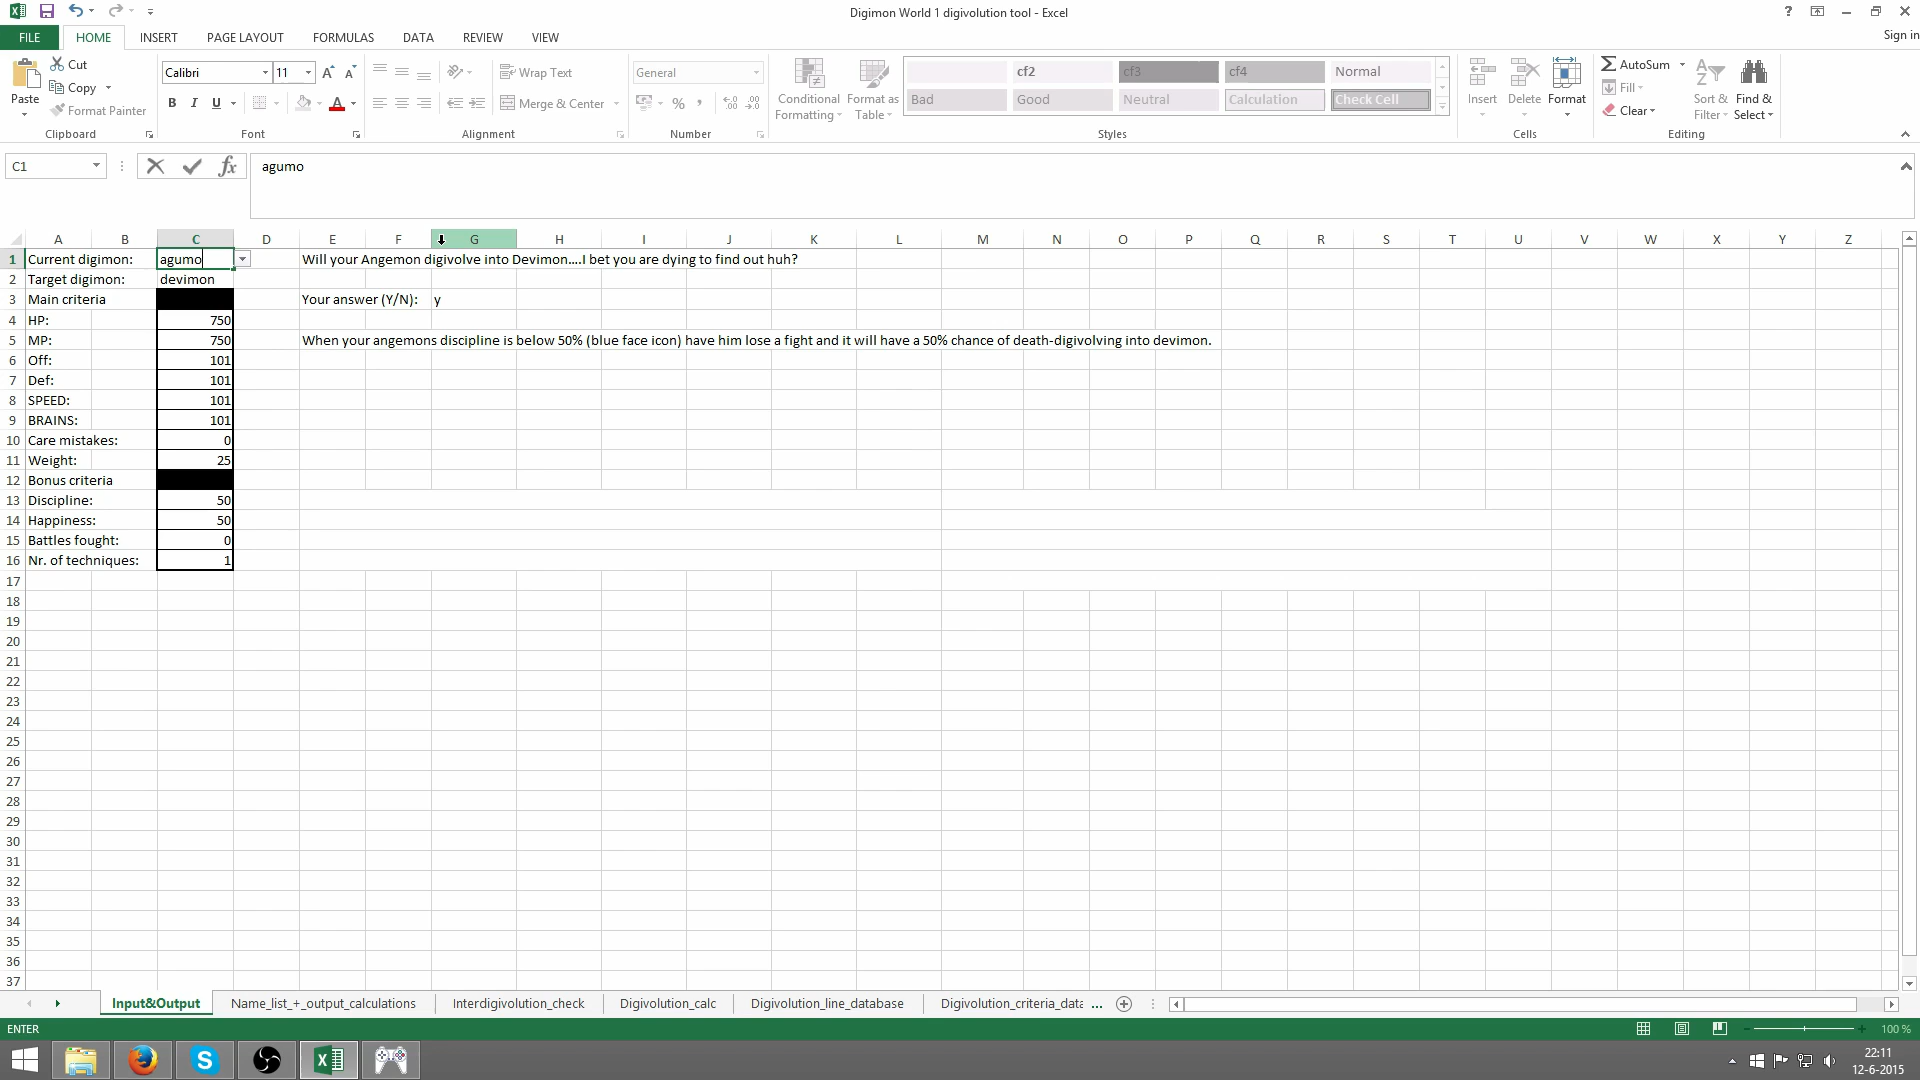 Digimon World 1 digivolution tool - Excel
? 
Sign in
FILE HOME INSERT PAGE LAYOUT FORMULAS DATA REVIEW VIEW
Paste
Cut
Copy
Format Painter
Clipboard
Calibri 11 A A
B I U A
Font
Wrap Text
Merge & Center
Alignment
General
% ,
Number
Conditional Formatting
Format as Table
cf2 cf3 cf4 Normal
Bad Good Neutral Calculation Check Cell
Styles
Insert Delete Format
Cells
AutoSum
Fill
Clear
Sort & Filter
Find & Select
Editing
C1 fx agumo
A B C D E F G H I J K L M N O P Q R S T U V W X Y Z
1 Current digimon: agumo Will your Angemon digivolve into Devimon....I bet you are dying to find out huh?
2 Target digimon: devimon
3 Main criteria Your answer (Y/N): y
4 HP: 750
5 MP: 750 When your angemons discipline is below 50% (blue face icon) have him lose a fight and it will have a 50% chance of death-digivolving into devimon.
6 Off: 101
7 Def: 101
8 SPEED: 101
9 BRAINS: 101
10 Care mistakes: 0
11 Weight: 25
12 Bonus criteria
13 Discipline: 50
14 Happiness: 50
15 Battles fought: 0
16 Nr. of techniques: 1
17
18
19
20
21
22
23
24
25
26
27
28
29
30
31
32
33
34
35
36
37
Input&Output Name_list_+_output_calculations Interdigivolution_check Digivolution_calc Digivolution_line_database Digivolution_criteria_data ...
ENTER 100 %
22:11
12-6-2015